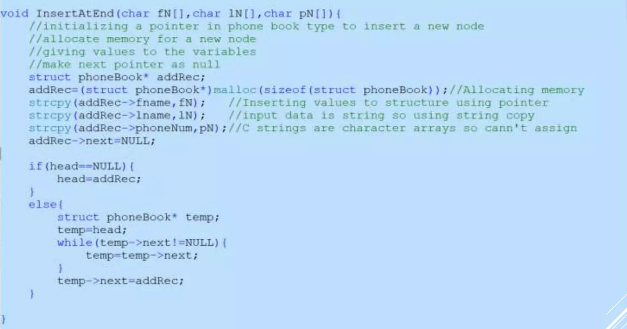 void InsertAtEnd(char fN[],char lN[],char pN[]){
//initializing a pointer in phone book type to insert a new node
//allocate memory for a new node
//giving values to the variables
//make next pointer as null
struct phoneBook* addRec;
addRec=(struct phoneBook*)malloc(sizeof(struct phoneBook));//Allocating memory
strcpy(addRec->fname,fN); //Inserting values to structure using pointer
strcpy(addRec->lname,lN); //input data is string so using string copy
strcpy(addRec->phoneNum,pN);//C strings are character arrays so cann't assign
addRec->next=NULL;
if(head==NULL){
head=addRec;
}
else{
struct phoneBook* temp;
temp=head;
while(temp->next!=NULL){
temp=temp->next;
}
temp->next=addRec;
}
}